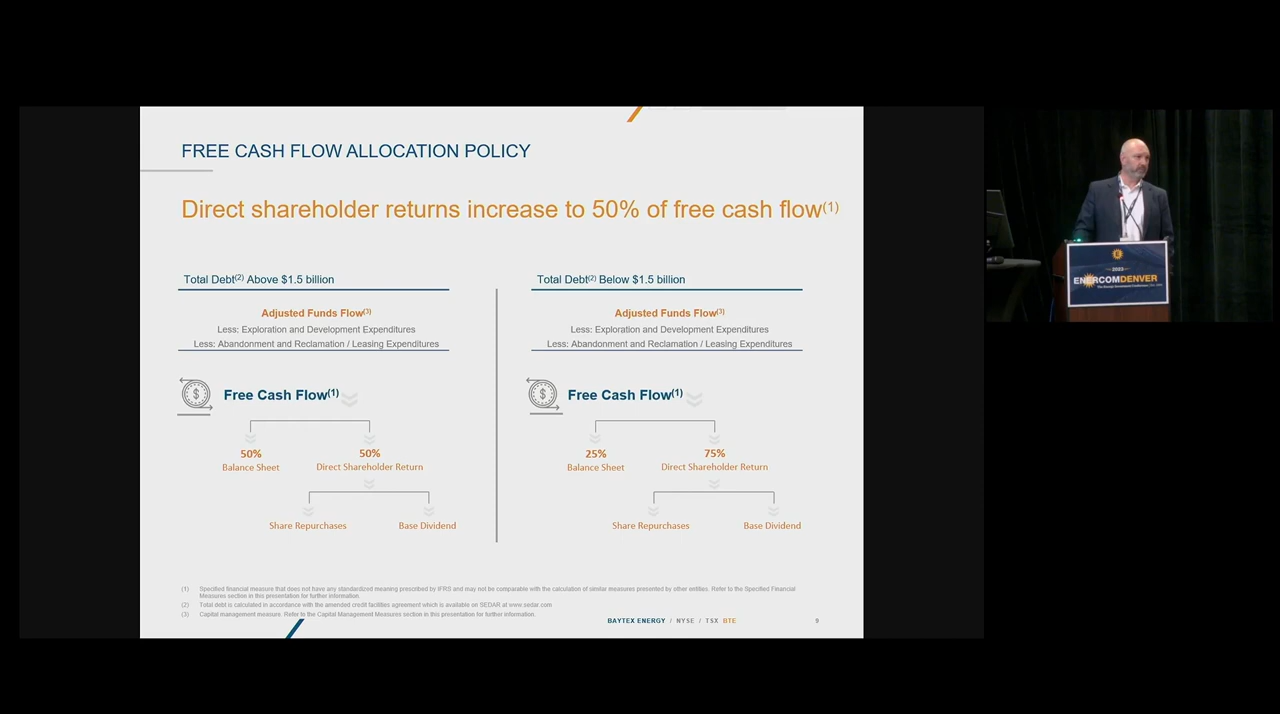 FREE CASH FLOW ALLOCATION POLICY
Direct shareholder returns increase to 50% of free cash flow(1)
Total Debt(2) Above $1.5 billion
Adjusted Funds Flow(3)
Less: Exploration and Development Expenditures
Less: Abandonment and Reclamation / Leasing Expenditures
$
Free Cash Flow(1)
50%
Balance Sheet
50%
Direct Shareholder Return
Share Repurchases
Base Dividend
Total Debt(2) Below $1.5 billion
Adjusted Funds Flow(3)
Less: Exploration and Development Expenditures
Less: Abandonment and Reclamation / Leasing Expenditures
$
Free Cash Flow(1)
25%
Balance Sheet
75%
Direct Shareholder Return
Share Repurchases
Base Dividend
(1) Specified financial measure that does not have any standardized meaning prescribed by IFRS and may not be comparable with the calculation of similar measures presented by other entities. Refer to the Specified Financial
Measures section in this presentation for further information.
(2) Total debt is calculated in accordance with the amended credit facilities agreement which is available on SEDAR at www.sedar.com
(3) Capital management measure. Refer to the Capital Management Measures section in this presentation for further information.
BAYTEX ENERGY / NYSE / TSX BTE
9
E
2023
ENERCOMDENVER
The Energy Investment Conference